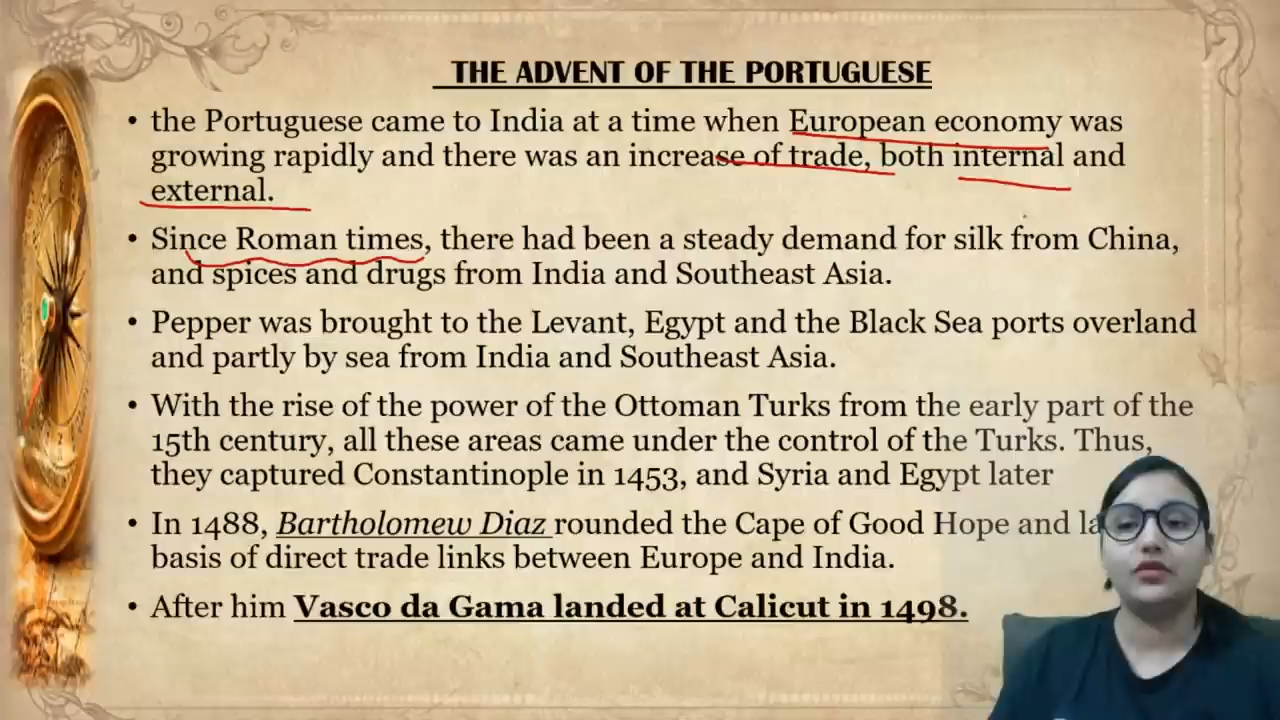 THE ADVENT OF THE PORTUGUESE
• the Portuguese came to India at a time when European economy was
growing rapidly and there was an increase of trade, both internal and
external.
• Since Roman times, there had been a steady demand for silk from China,
and spices and drugs from India and Southeast Asia.
• Pepper was brought to the Levant, Egypt and the Black Sea ports overland
and partly by sea from India and Southeast Asia.
• With the rise of the power of the Ottoman Turks from the early part of the
15th century, all these areas came under the control of the Turks. Thus,
they captured Constantinople in 1453, and Syria and Egypt later
• In 1488, Bartholomew Diaz rounded the Cape of Good Hope and
basis of direct trade links between Europe and India.
• After him Vasco da Gama landed at Calicut in 1498.